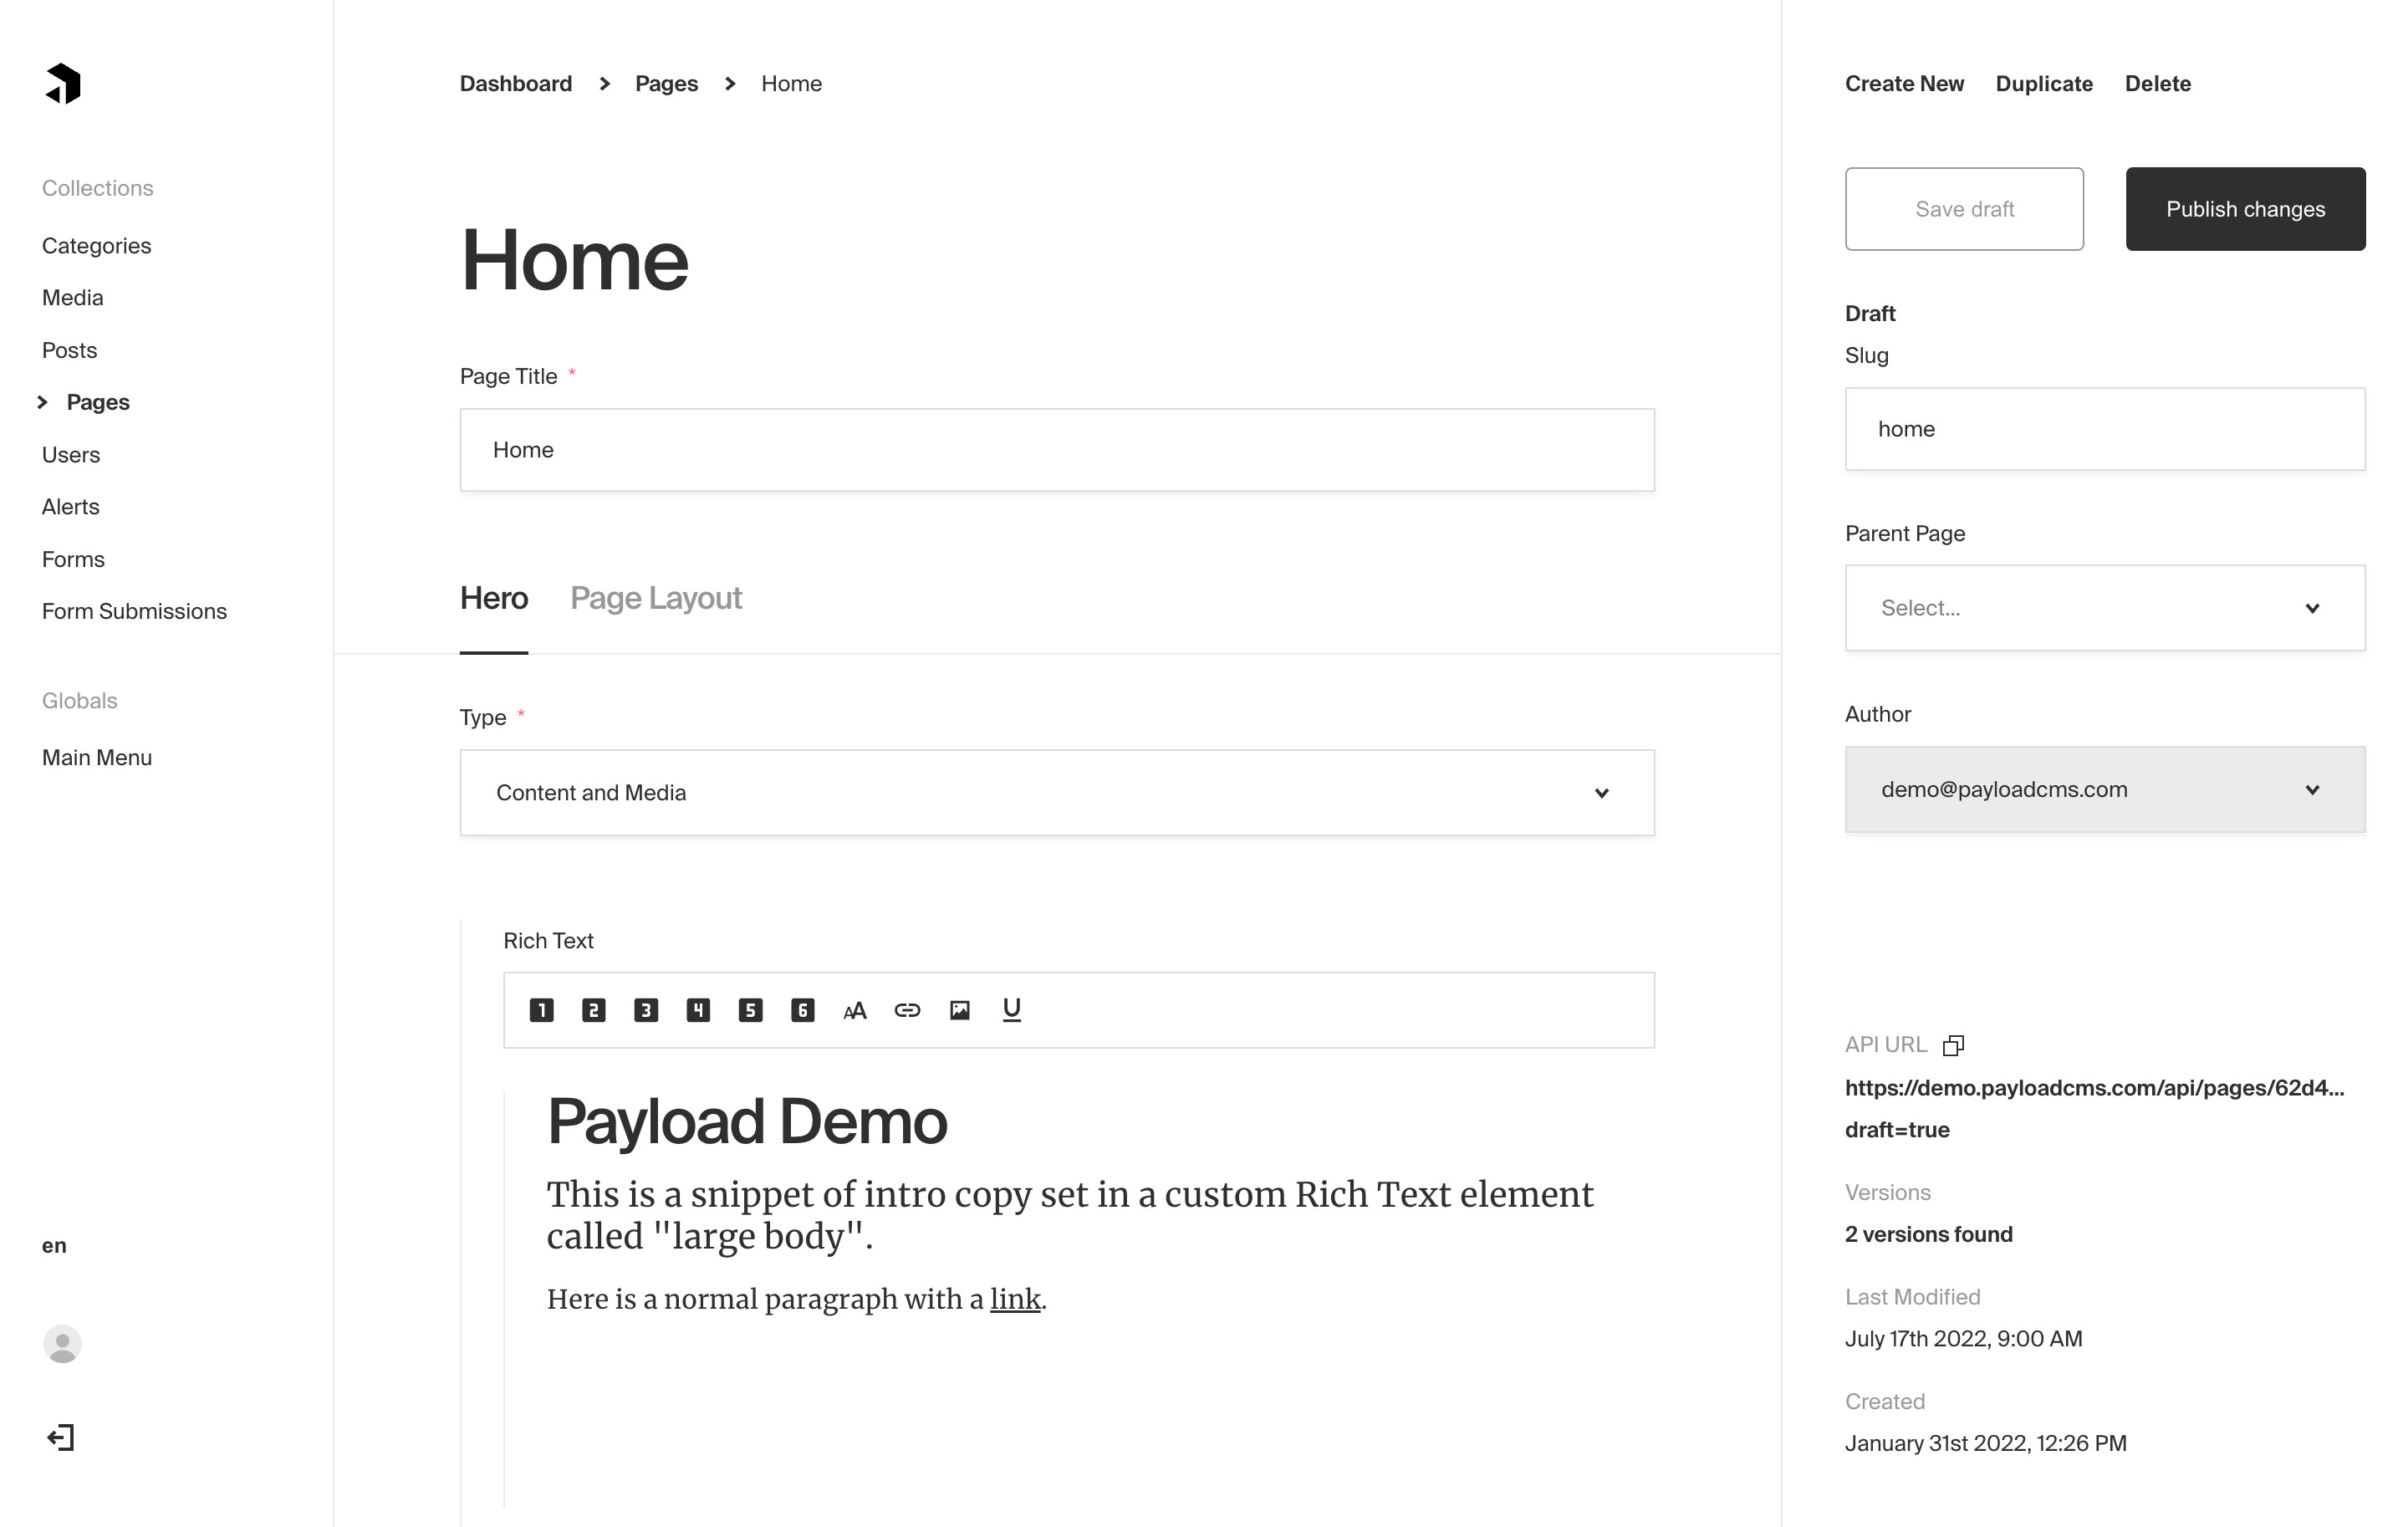 Collections
Categories
Media
Posts
Pages
Users
Alerts
Forms
Form Submissions
Globals
Main Menu
en
Dashboard > Pages > Home
Home
Page Title *
Home
Hero Page Layout
Type *
Content and Media
Rich Text
1 2 3 4 5 6 AA U
Payload Demo
This is a snippet of intro copy set in a custom Rich Text element
called "large body".
Here is a normal paragraph with a link.
Create New Duplicate Delete
Save draft Publish changes
Draft
Slug
home
Parent Page
Select...
Author
demo@payloadcms.com
API URL
https://demo.payloadcms.com/api/pages/62d4...
draft=true
Versions
2 versions found
Last Modified
July 17th 2022, 9:00 AM
Created
January 31st 2022, 12:26 PM